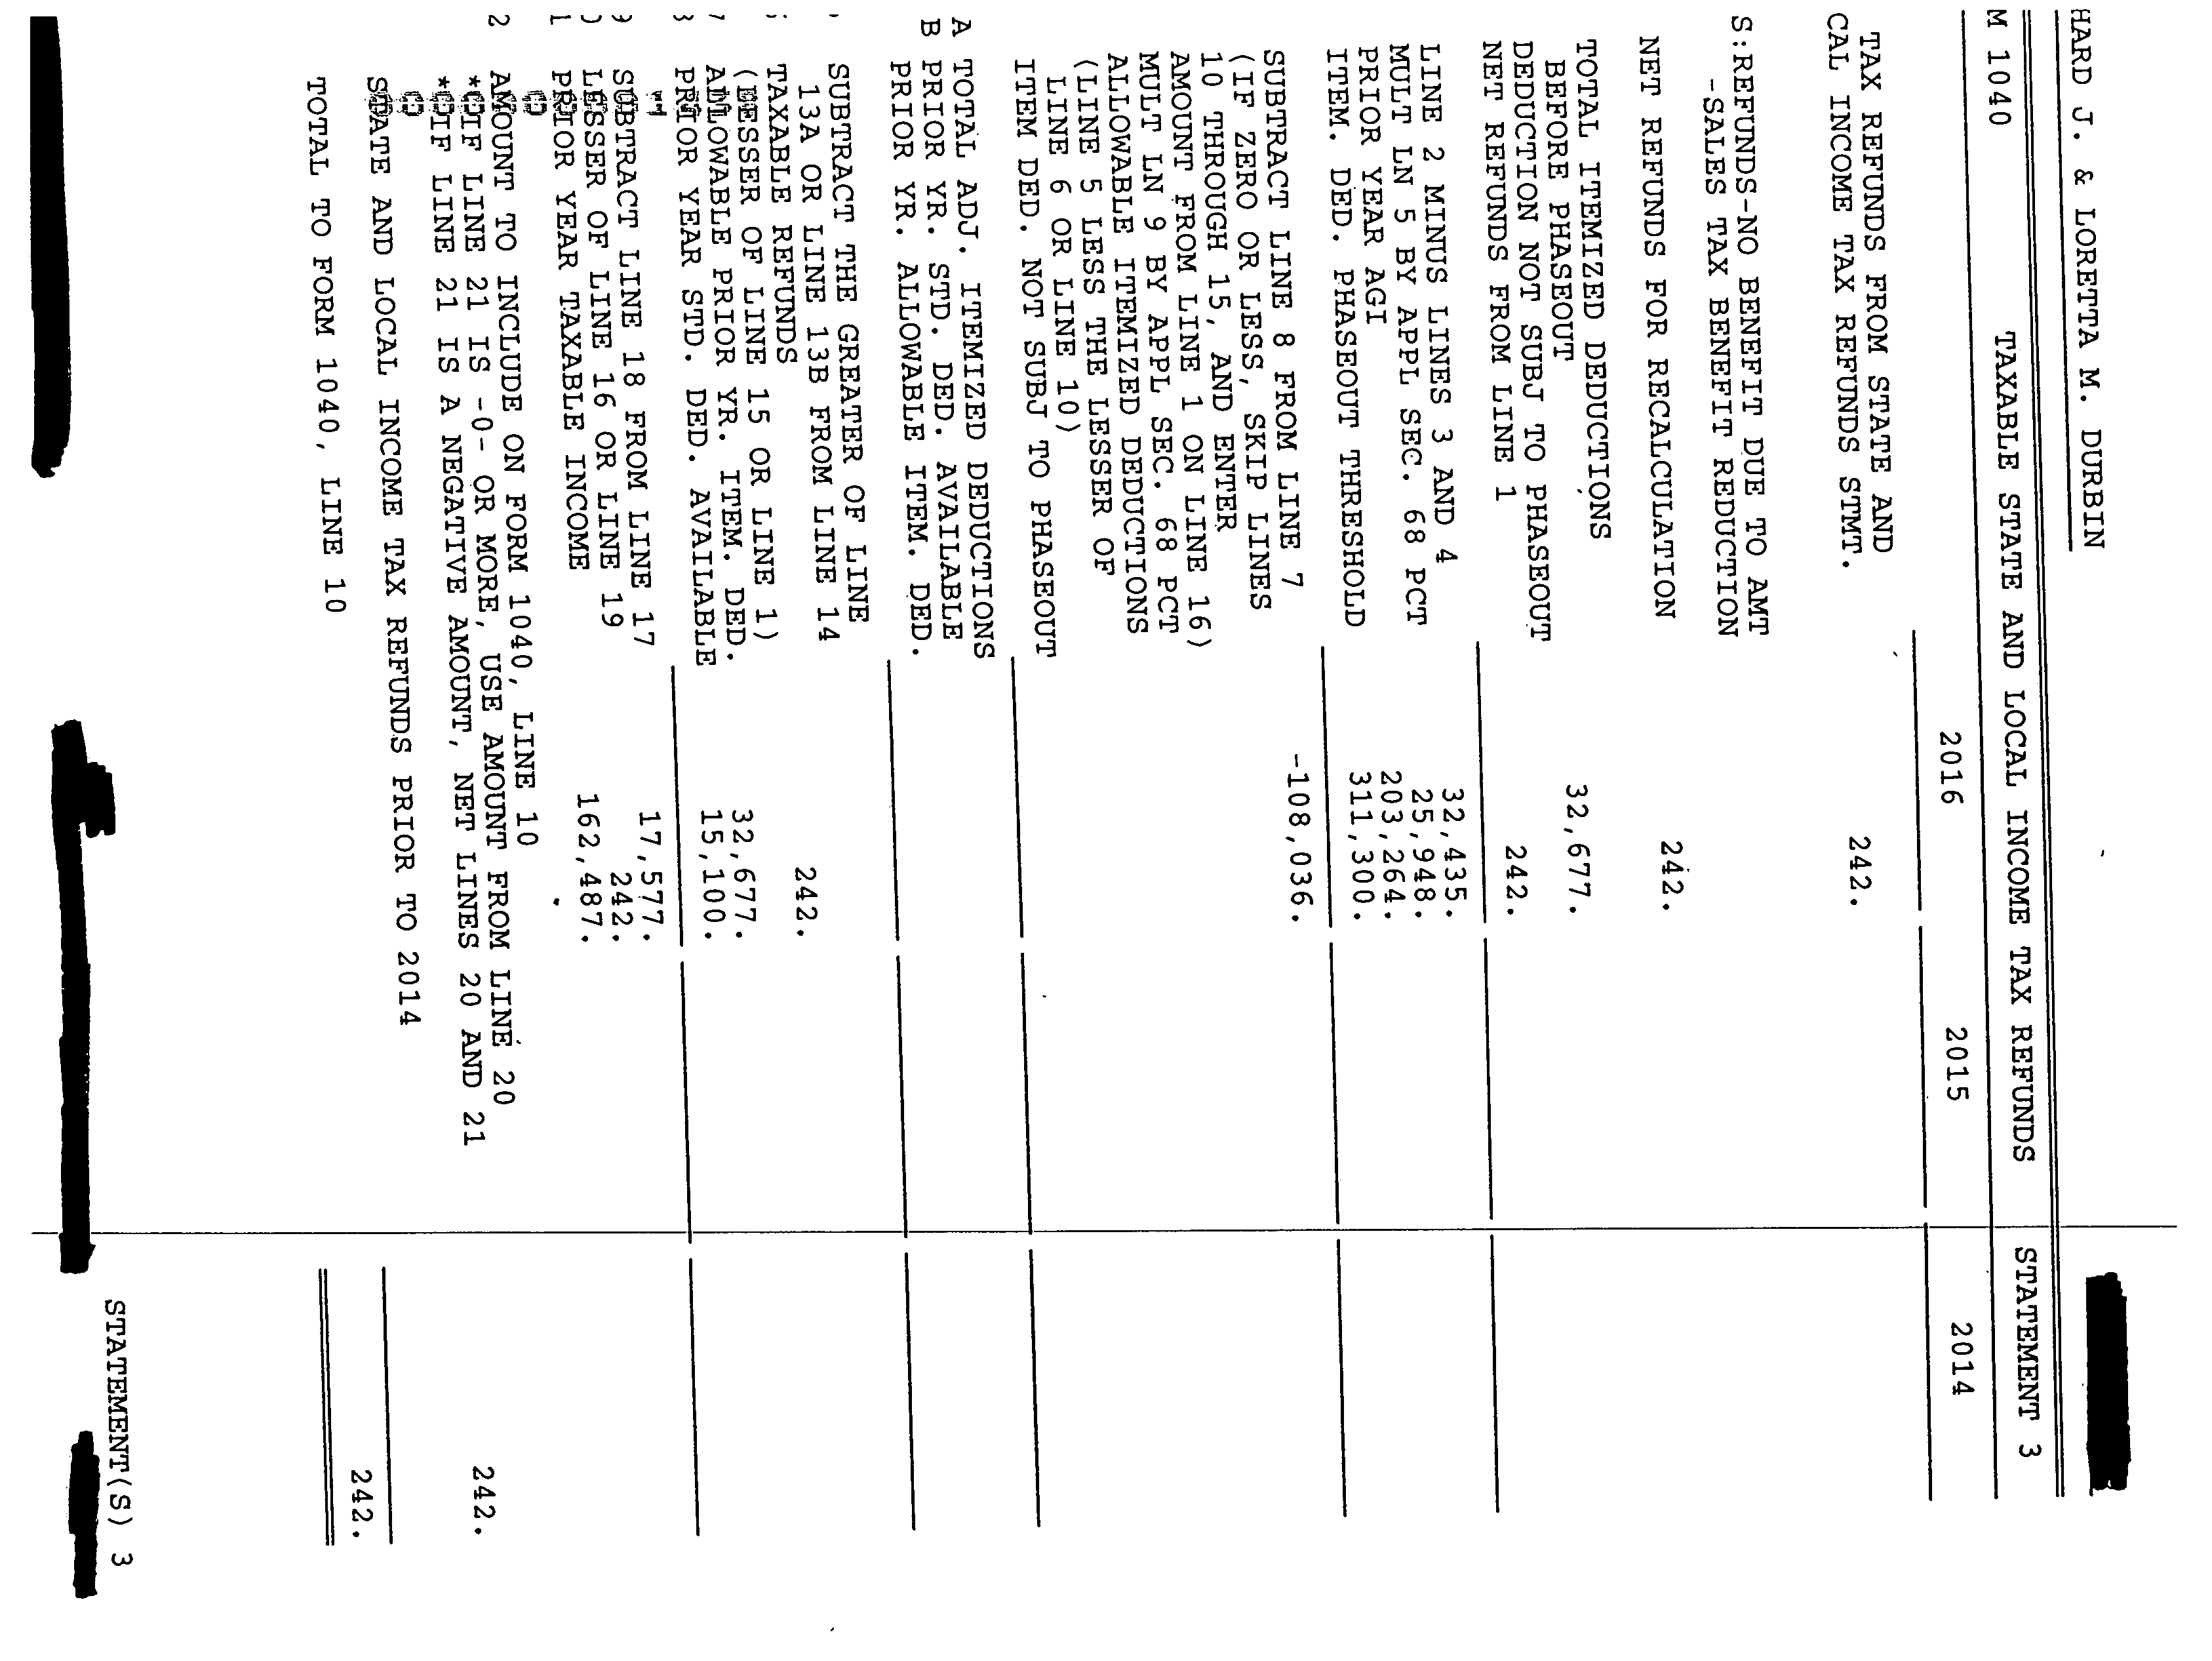 HARD J. & LORETTA M. DURBIN
M 1040 TAXABLE STATE AND LOCAL INCOME TAX REFUNDS STATEMENT 3
2016 2015 2014
TAX REFUNDS FROM STATE AND
CAL INCOME TAX REFUNDS STMT. 242.
S:REFUNDS-NO BENEFIT DUE TO AMT
-SALES TAX BENEFIT REDUCTION
NET REFUNDS FOR RECALCULATION 242.
TOTAL ITEMIZED DEDUCTIONS
BEFORE PHASEOUT 32,677.
DEDUCTION NOT SUBJ TO PHASEOUT
NET REFUNDS FROM LINE 1 242.
LINE 2 MINUS LINES 3 AND 4 32,435.
MULT LN 5 BY APPL SEC. 68 PCT 25,948.
PRIOR YEAR AGI 203,264.
ITEM. DED. PHASEOUT THRESHOLD 311,300.
SUBTRACT LINE 8 FROM LINE 7 -108,036.
(IF ZERO OR LESS, SKIP LINES
10 THROUGH 15, AND ENTER
AMOUNT FROM LINE 1 ON LINE 16)
MULT LN 9 BY APPL SEC. 68 PCT
ALLOWABLE ITEMIZED DEDUCTIONS
(LINE 5 LESS THE LESSER OF
LINE 6 OR LINE 10)
ITEM DED. NOT SUBJ TO PHASEOUT
A TOTAL ADJ. ITEMIZED DEDUCTIONS
B PRIOR YR. STD. DED. AVAILABLE
PRIOR YR. ALLOWABLE ITEM. DED.
SUBTRACT THE GREATER OF LINE
13A OR LINE 13B FROM LINE 14
TAXABLE REFUNDS
(LESSER OF LINE 15 OR LINE 1) 242.
7 ALLOWABLE PRIOR YR. ITEM. DED. 32,677.
8 PRIOR YEAR STD. DED. AVAILABLE 15,100.
9 SUBTRACT LINE 18 FROM LINE 17 17,577.
0 LESSER OF LINE 16 OR LINE 19 242.
1 PRIOR YEAR TAXABLE INCOME 162,487.
2 AMOUNT TO INCLUDE ON FORM 1040, LINE 10
* IF LINE 21 IS -0- OR MORE, USE AMOUNT FROM LINE 20
* IF LINE 21 IS A NEGATIVE AMOUNT, NET LINES 20 AND 21 242.
STATE AND LOCAL INCOME TAX REFUNDS PRIOR TO 2014
TOTAL TO FORM 1040, LINE 10 242.
STATEMENT(S) 3